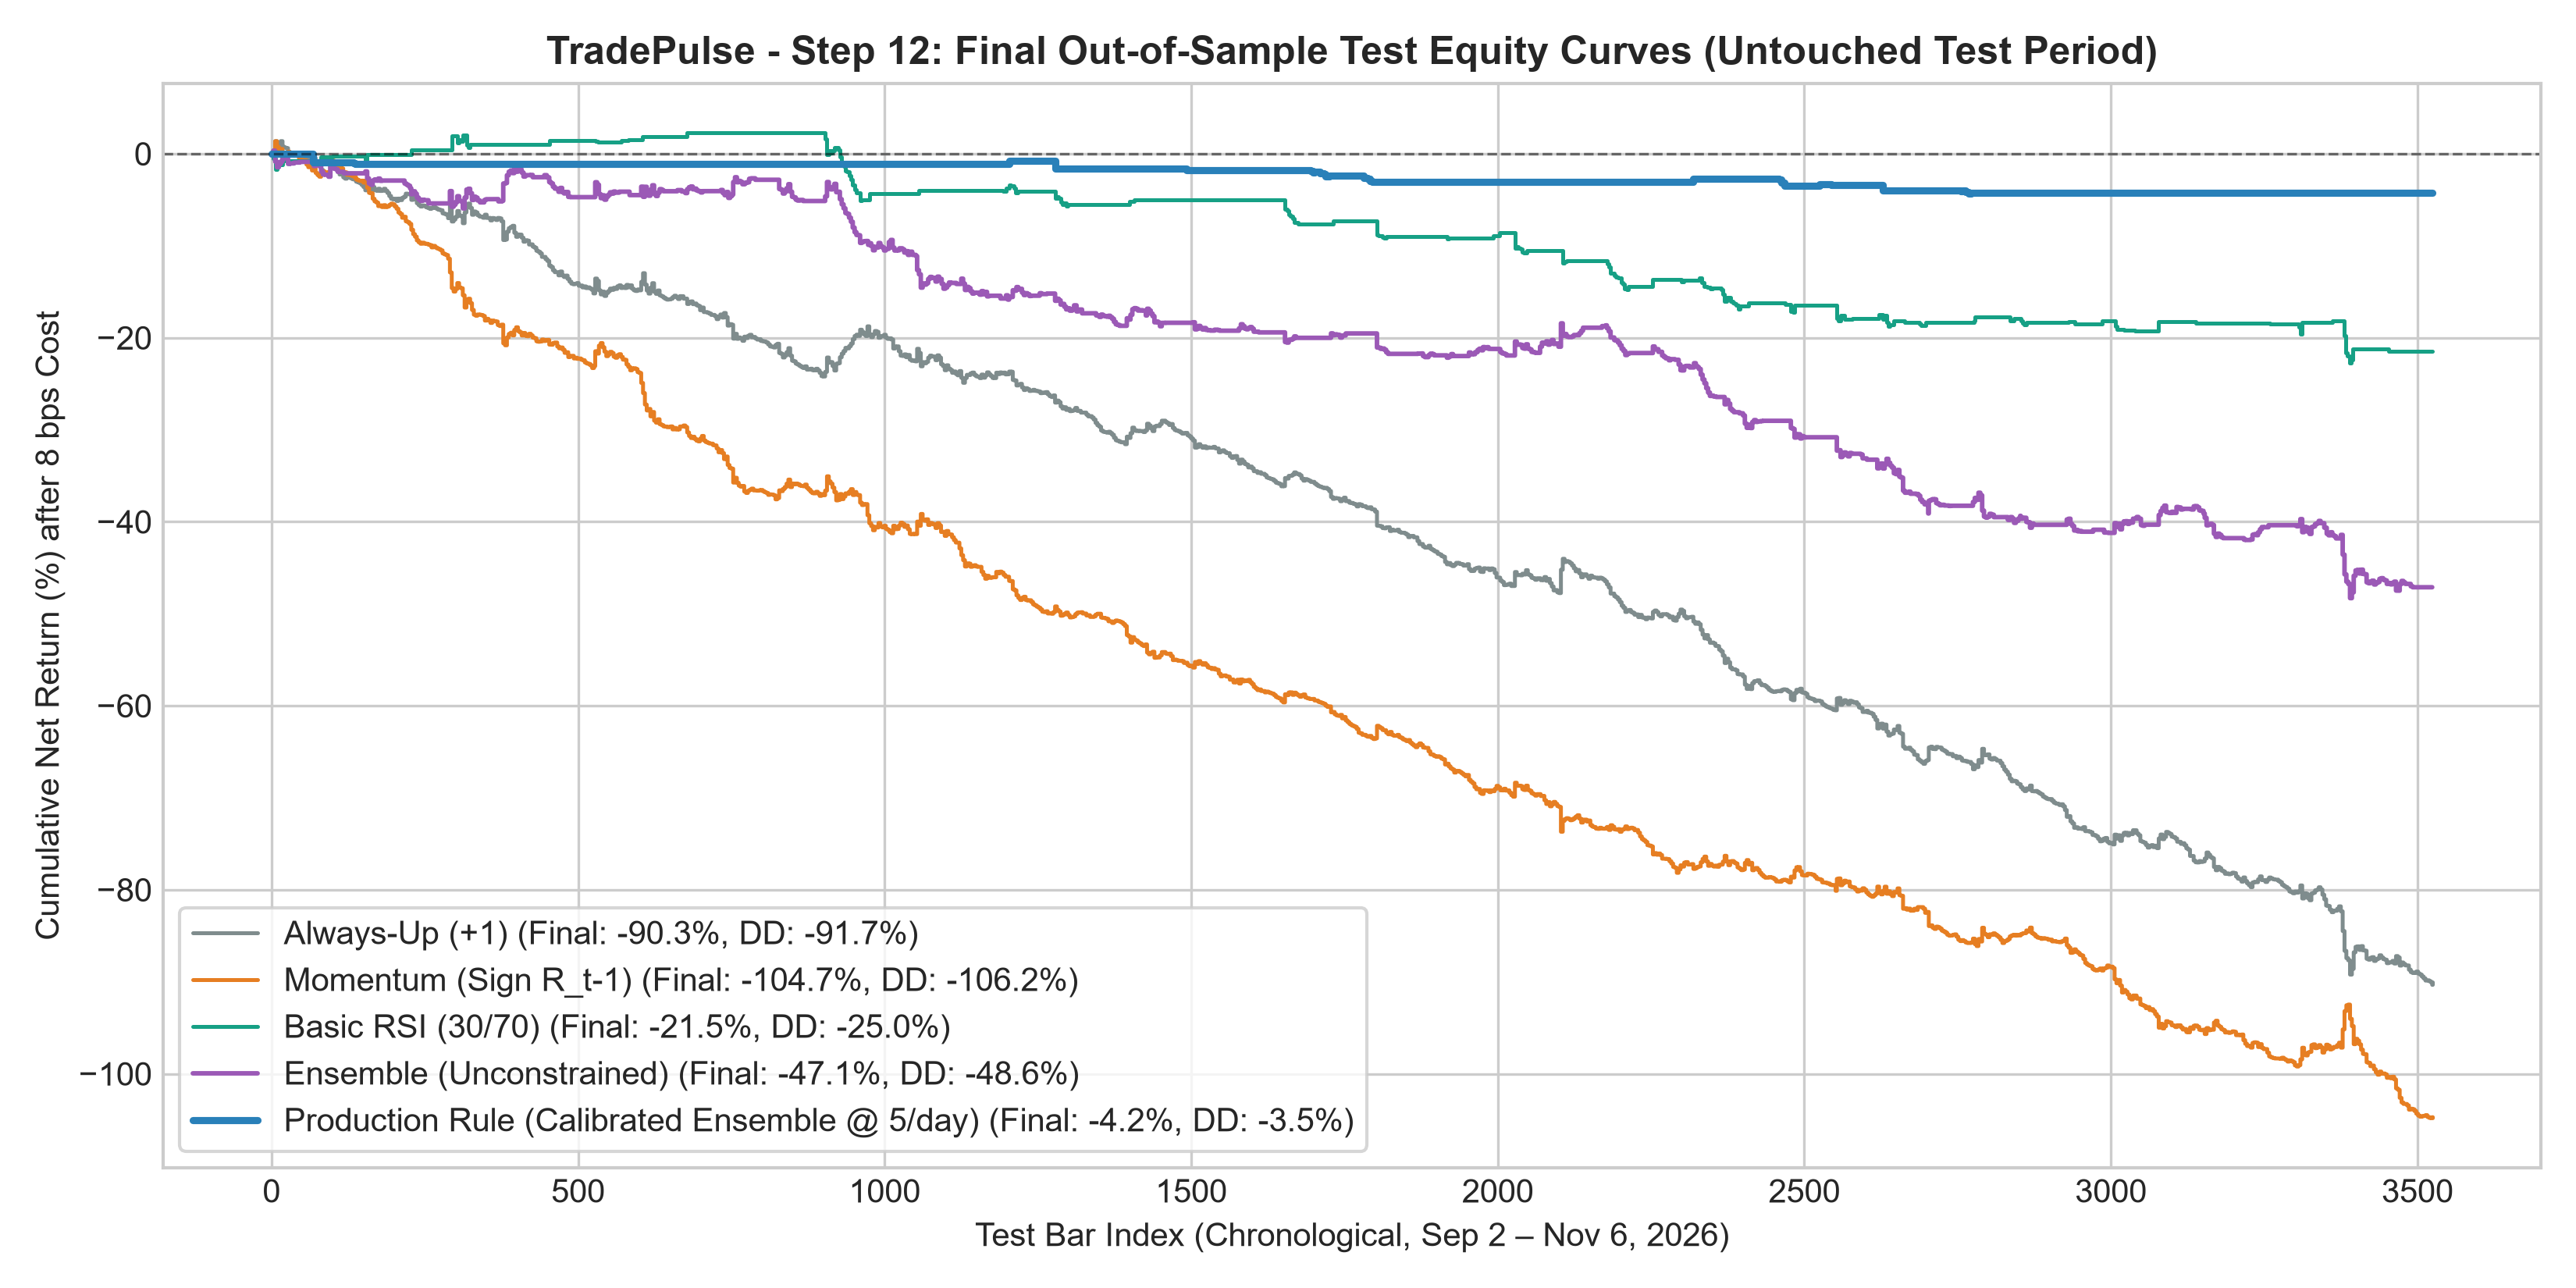 TradePulse - Step 12: Final Out-of-Sample Test Equity Curves (Untouched Test Period)
Cumulative Net Return (%) after 8 bps Cost
0
−20
−40
−60
−80
−100
Always-Up (+1) (Final: -90.3%, DD: -91.7%)
Momentum (Sign R_t-1) (Final: -104.7%, DD: -106.2%)
Basic RSI (30/70) (Final: -21.5%, DD: -25.0%)
Ensemble (Unconstrained) (Final: -47.1%, DD: -48.6%)
Production Rule (Calibrated Ensemble @ 5/day) (Final: -4.2%, DD: -3.5%)
0 500 1000 1500 2000 2500 3000 3500
Test Bar Index (Chronological, Sep 2 – Nov 6, 2026)